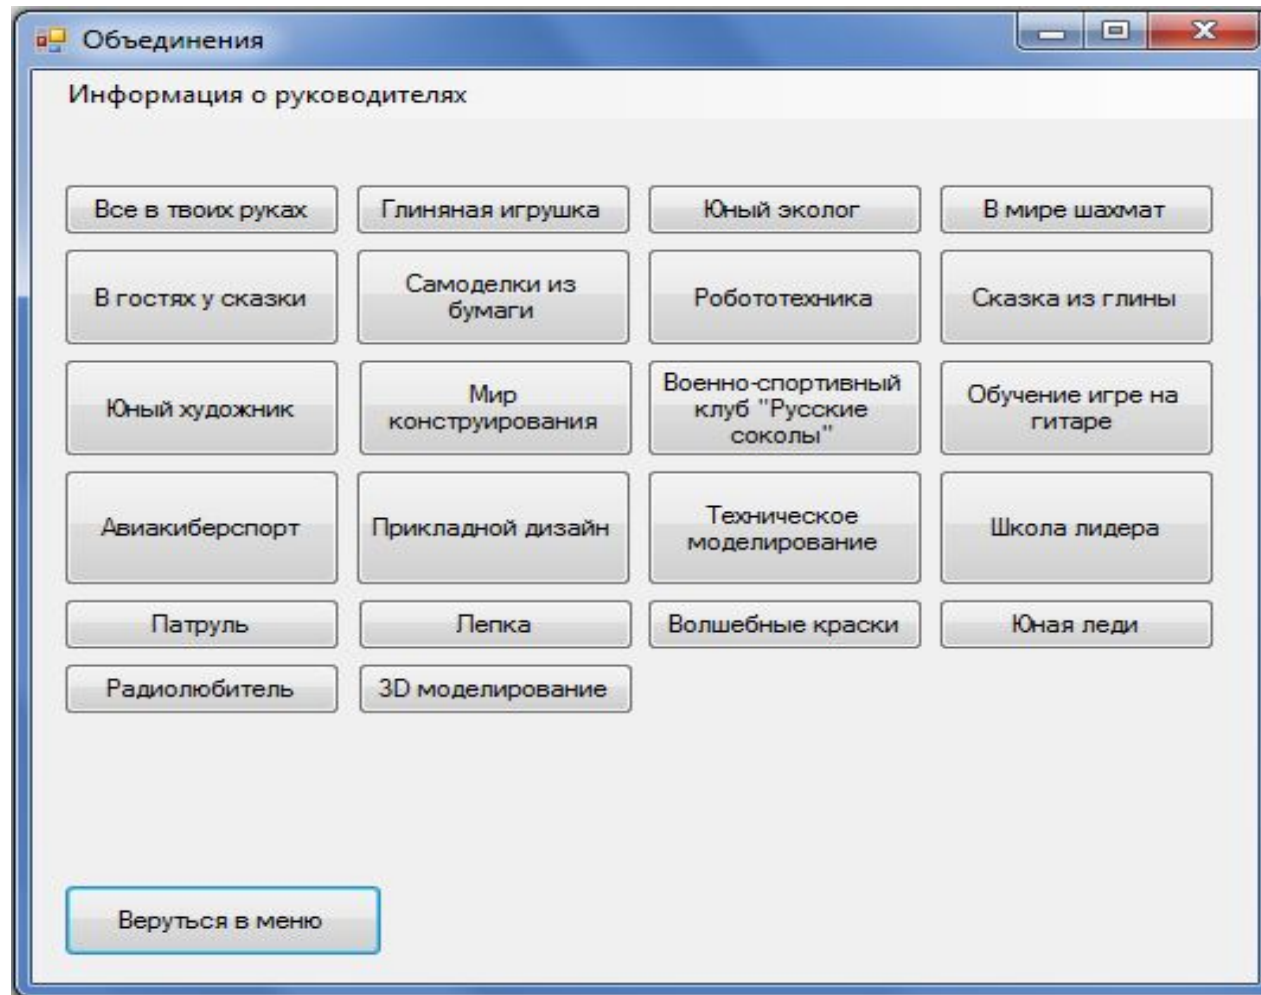 Объединения
Информация о руководителях
Все в твоих руках
Глиняная игрушка
Юный эколог
В мире шахмат
В гостях у сказки
Самоделки из
бумаги
Робототехника
Сказка из глины
Юный художник
Мир
конструирования
Военно-спортивный
клуб "Русские
соколы"
Обучение игре на
гитаре
Авиакиберспорт
Прикладной дизайн
Техническое
моделирование
Школа лидера
Патруль
Лепка
Волшебные краски
Юная леди
Радиолюбитель
3D моделирование
Веруться в меню